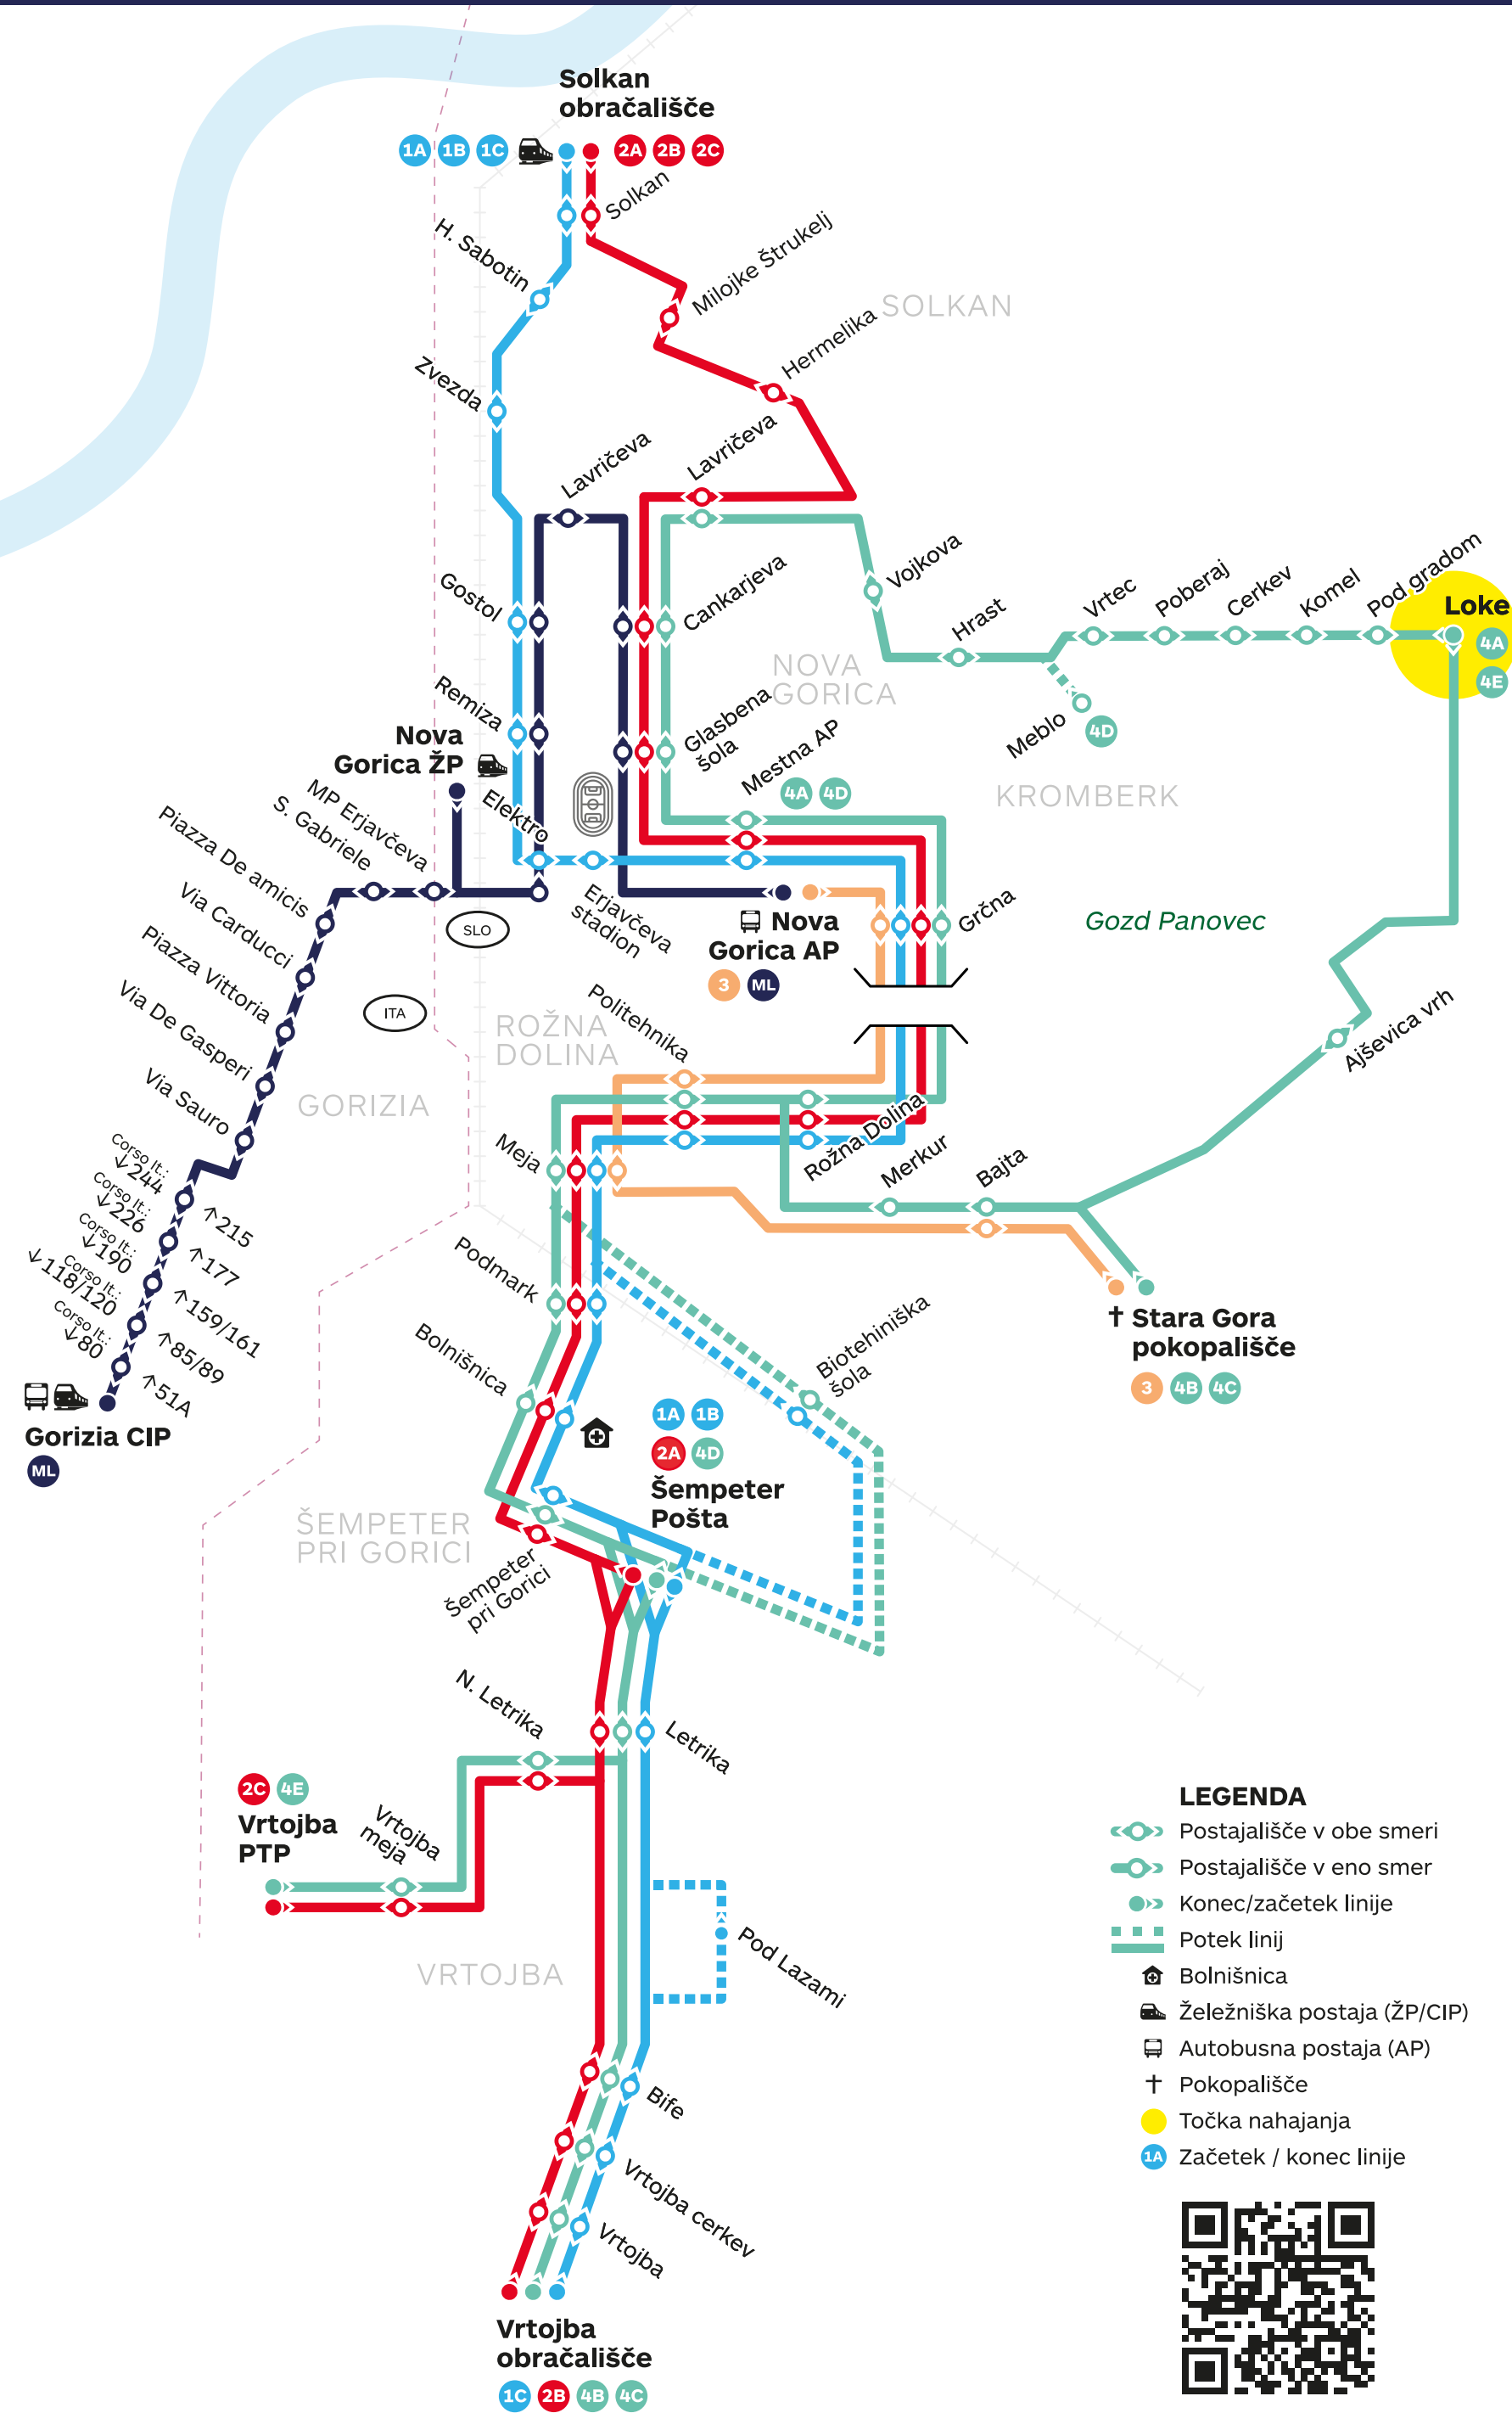 Solkan
obračališče
1A 1B 1C
2A 2B 2C
Solkan
H. Sabotin
Milojke Štrukelj
SOLKAN
Hermelika
Zvezda
Lavričeva
Lavričeva
Vojkova
Gostol
Cankarjeva
Hrast
Vrtec
Poberaj
Cerkev
Komel
Pod gradom
Loke
4A
4E
NOVA
GORICA
Remiza
Glasbena
šola
Meblo
4D
Nova
Gorica ŽP
Mestna AP
4A 4D
KROMBERK
Elektro
MP Erjavčeva
S. Gabriele
Piazza De amicis
Via Carducci
Piazza Vittoria
Via De Gasperi
Via Sauro
SLO
ITA
Erjavčeva
stadion
Nova
Gorica AP
3 ML
Grčna
Gozd Panovec
Politehnika
ROŽNA
DOLINA
GORIZIA
Ajševica vrh
Meja
Rožna Dolina
Merkur
Bajta
Corso It.:
↓244
Corso It.:
↓226
Corso It.:
↓190
Corso It.:
↓118/120
Corso It.:
↓80
↑215
↑177
↑159/161
↑85/89
↑51A
Gorizia CIP
ML
Podmark
Bolnišnica
Biotehiniška
šola
Stara Gora
pokopališče
3 4B 4C
1A 1B
2A 4D
Šempeter
Pošta
ŠEMPETER
PRI GORICI
Šempeter
pri Gorici
N. Letrika
Letrika
2C 4E
Vrtojba
PTP
Vrtojba
meja
VRTOJBA
Pod Lazami
Bife
Vrtojba cerkev
Vrtojba
Vrtojba
obračališče
1C 2B 4B 4C
LEGENDA
Postajališče v obe smeri
Postajališče v eno smer
Konec/začetek linije
Potek linij
Bolnišnica
Železniška postaja (ŽP/CIP)
Autobusna postaja (AP)
Pokopališče
Točka nahajanja
1A Začetek / konec linije